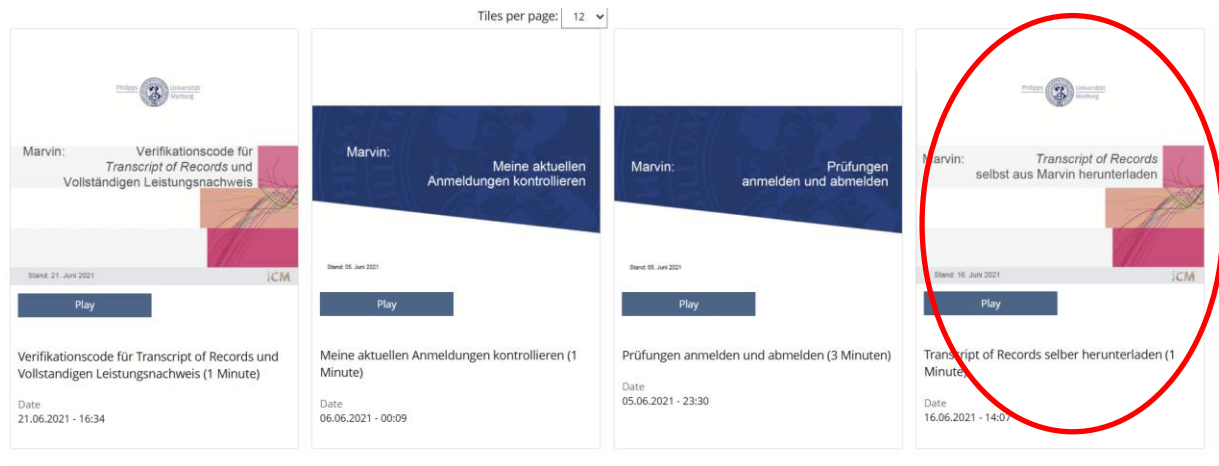 Tiles per page: 12
Philipps Universität
Marburg
Marvin: Verifikationscode für
Transcript of Records und
Vollständigen Leistungsnachweis
Stand: 21. Juni 2021
ICM
Play
Verifikationscode für Transcript of Records und
Vollstandigen Leistungsnachweis (1 Minute)
Date
21.06.2021 - 16:34
Marvin:
Meine aktuellen
Anmeldungen kontrollieren
Stand: 05. Juni 2021
Play
Meine aktuellen Anmeldungen kontrollieren (1
Minute)
Date
06.06.2021 - 00:09
Marvin: Prüfungen
anmelden und abmelden
Stand: 05. Juni 2021
Play
Prüfungen anmelden und abmelden (3 Minuten)
Date
05.06.2021 - 23:30
Philipps Universität
Marburg
Marvin: Transcript of Records
selbst aus Marvin herunterladen
Stand: 16. Juni 2021
ICM
Play
Transcript of Records selber herunterladen (1
Minute)
Date
16.06.2021 - 14:07